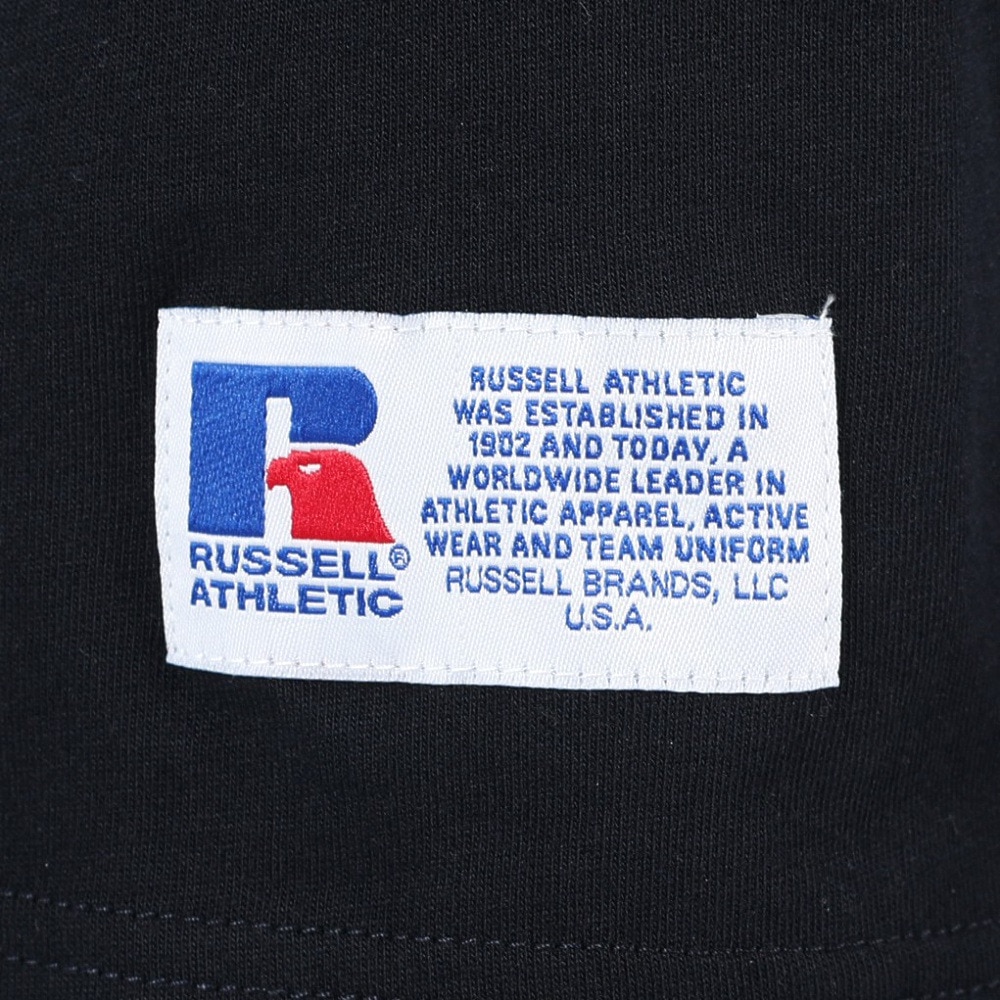 R
RUSSELL®
ATHLETIC
RUSSELL ATHLETIC
WAS ESTABLISHED IN
1902 AND TODAY, A
WORLDWIDE LEADER IN
ATHLETIC APPAREL, ACTIVE
WEAR AND TEAM UNIFORM
RUSSELL BRANDS, LLC
U.S.A.